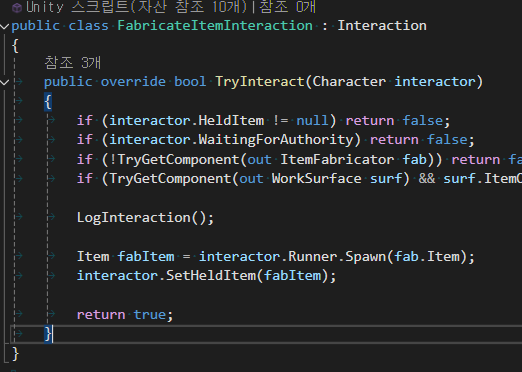 Unity 스크립트(자산 참조 10개)|참조 0개
public class FabricateItemInteraction : Interaction
{
참조 3개
public override bool TryInteract(Character interactor)
{
if (interactor.HeldItem != null) return false;
if (interactor.WaitingForAuthority) return false;
if (!TryGetComponent(out ItemFabricator fab)) return fa
if (TryGetComponent(out WorkSurface surf) && surf.ItemC
LogInteraction();
Item fabItem = interactor.Runner.Spawn(fab.Item);
interactor.SetHeldItem(fabItem);
return true;
}
}